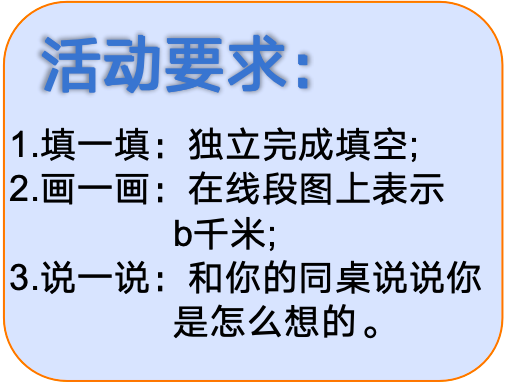 活动要求：
1.填一填：独立完成填空;
2.画一画：在线段图上表示
b千米;
3.说一说：和你的同桌说说你
是怎么想的。